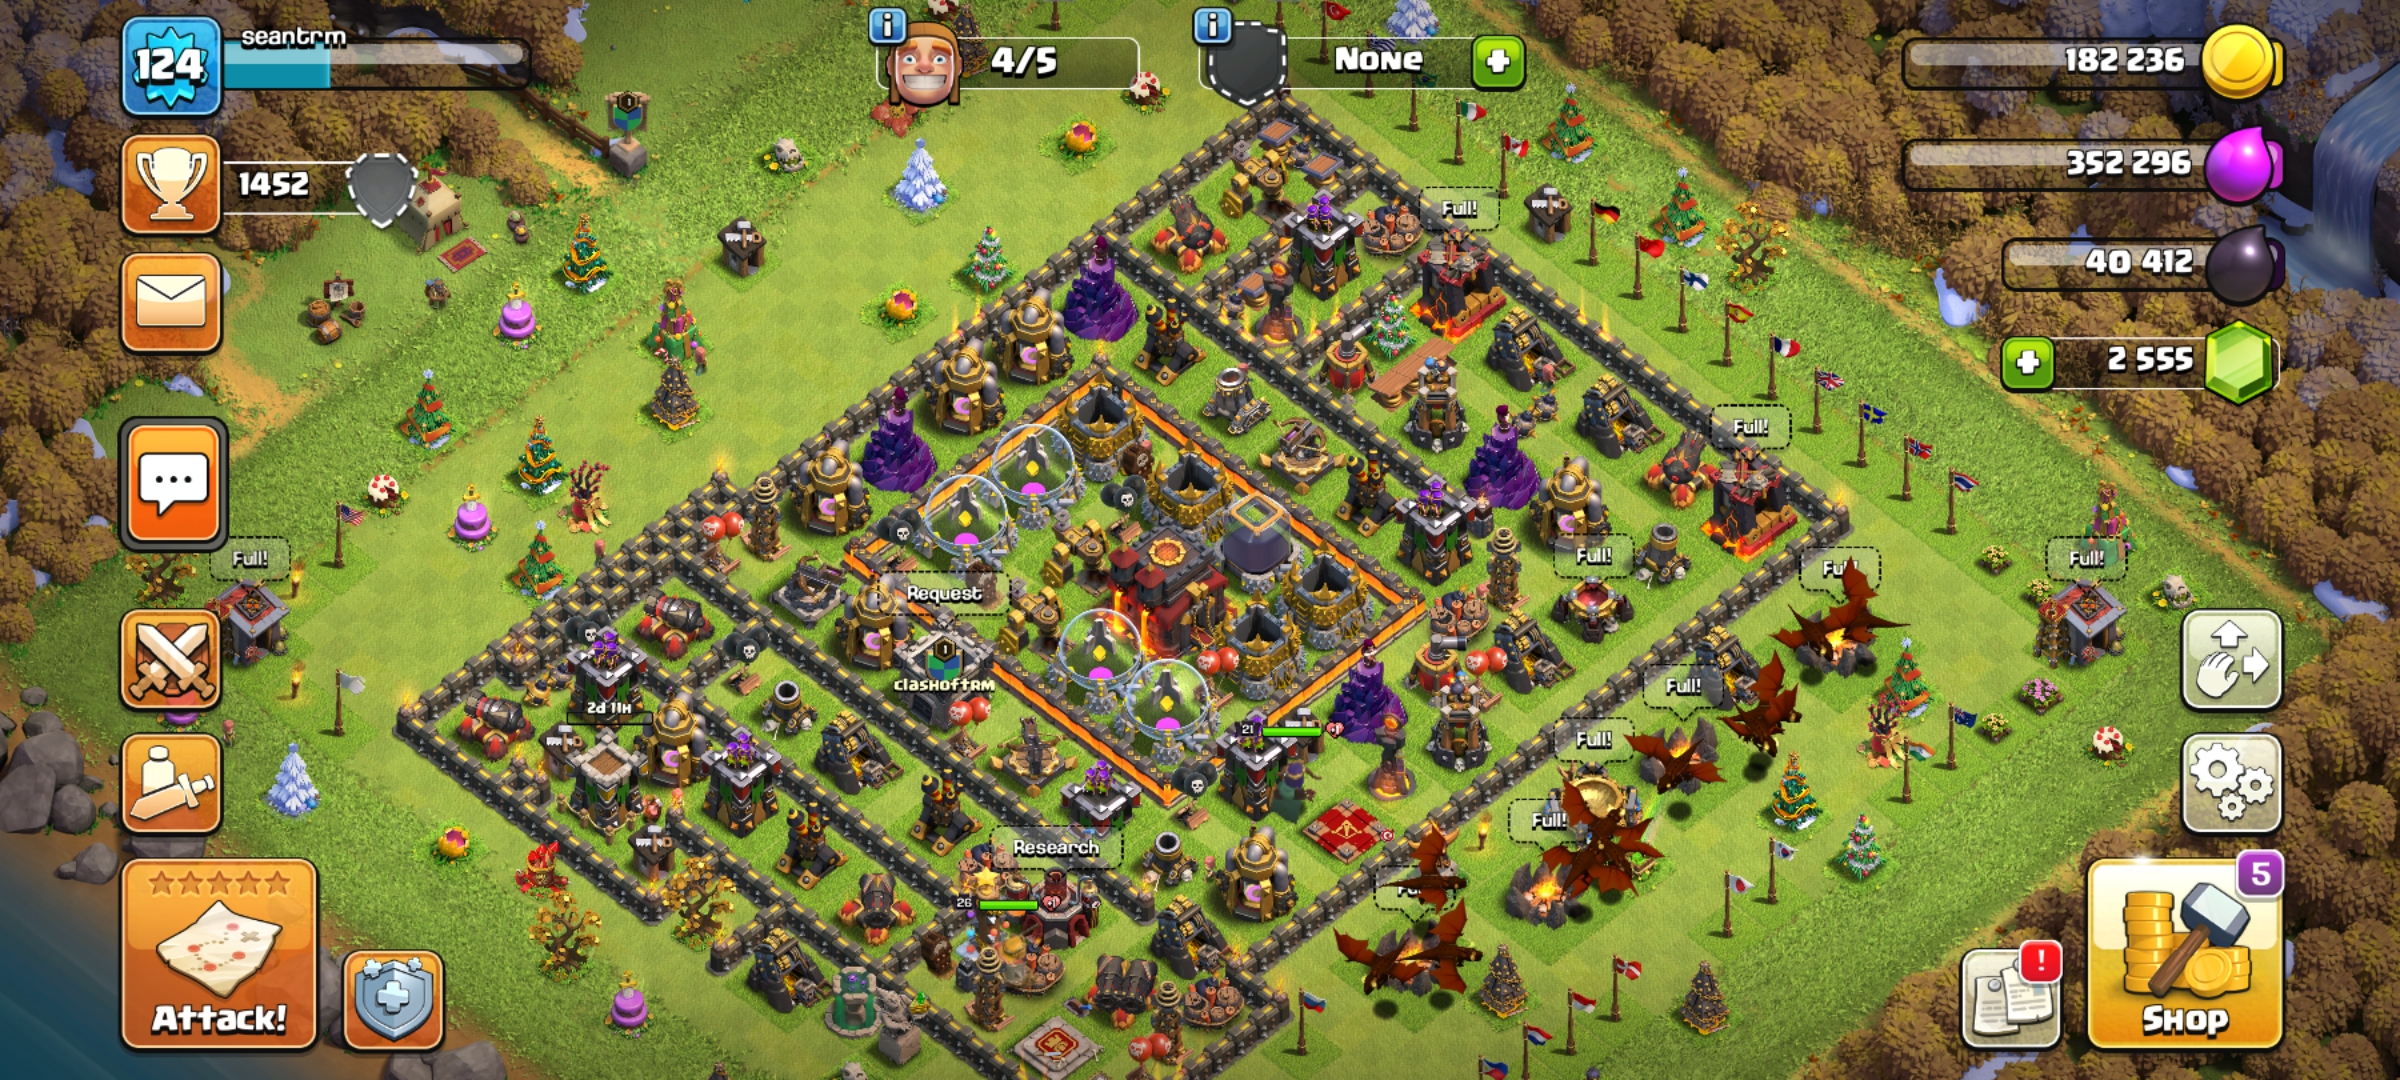 124
seantrm
4/5
None
182 236
1452
352 296
40 412
2 555
Full!
Full!
Full!
Full!
Full!
Request
clashoftrm
2d 11H
Full!
21
Full!
Full!
Research
26
Attack!
5
!
Shop